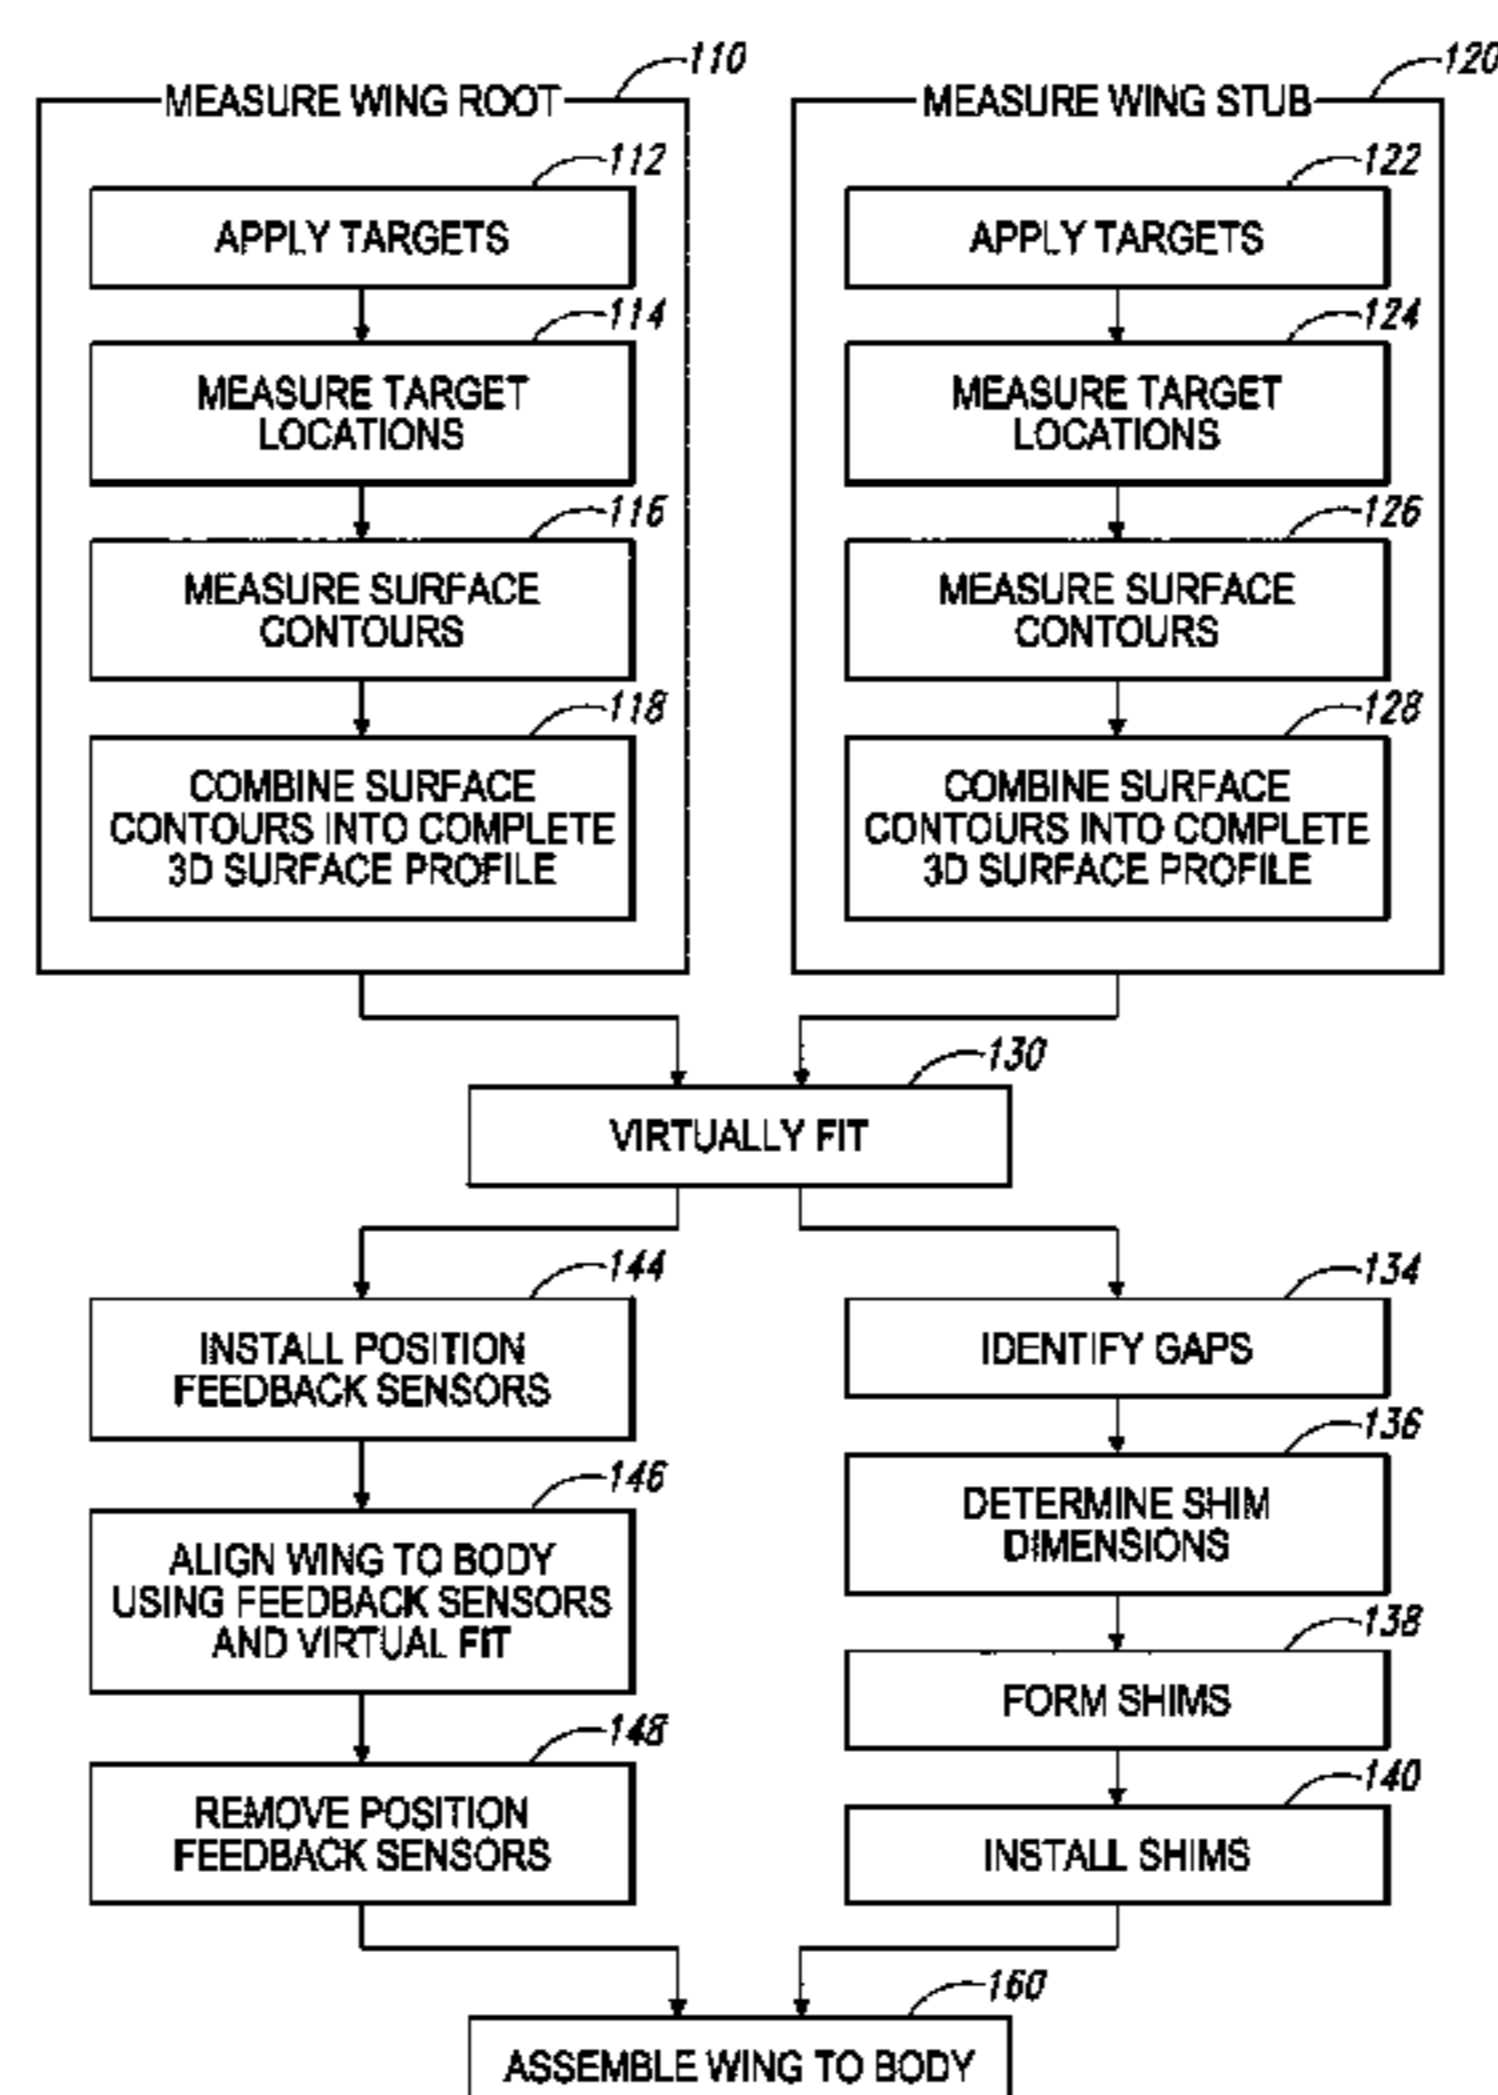 110
MEASURE WING ROOT
112
APPLY TARGETS
114
MEASURE TARGET
LOCATIONS
116
MEASURE SURFACE
CONTOURS
118
COMBINE SURFACE
CONTOURS INTO COMPLETE
3D SURFACE PROFILE
120
MEASURE WING STUB
122
APPLY TARGETS
124
MEASURE TARGET
LOCATIONS
126
MEASURE SURFACE
CONTOURS
128
COMBINE SURFACE
CONTOURS INTO COMPLETE
3D SURFACE PROFILE
130
VIRTUALLY FIT
144
INSTALL POSITION
FEEDBACK SENSORS
146
ALIGN WING TO BODY
USING FEEDBACK SENSORS
AND VIRTUAL FIT
148
REMOVE POSITION
FEEDBACK SENSORS
134
IDENTIFY GAPS
136
DETERMINE SHIM
DIMENSIONS
138
FORM SHIMS
140
INSTALL SHIMS
160
ASSEMBLE WING TO BODY